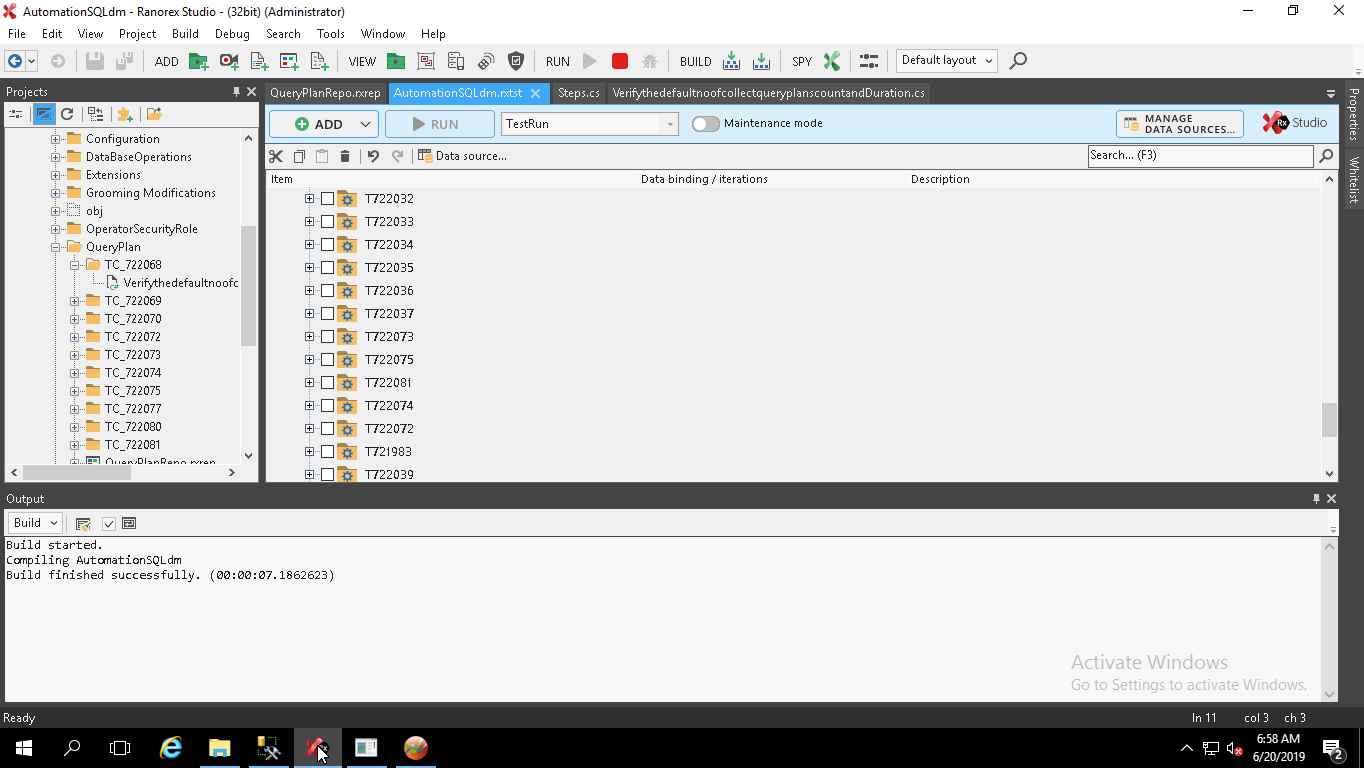 AutomationSQLdm - Ranorex Studio - (32bit) (Administrator)
File Edit View Project Build Debug Search Tools Window Help
ADD VIEW RUN BUILD SPY Default layout
Projects
QueryPlanRepo.rxrep AutomationSQLdm.rxtst Steps.cs VerifythedefaultnoofcollectqueryplanscountandDuration.cs
Properties
Whitelist
ADD RUN TestRun Maintenance mode MANAGE DATA SOURCES... Rx Studio
Data source... Search... (F3)
Item Data binding / iterations Description
Configuration
DataBaseOperations
Extensions
Grooming Modifications
obj
OperatorSecurityRole
QueryPlan
TC_722068
Verifythedefaultnoofc
TC_722069
TC_722070
TC_722072
TC_722073
TC_722074
TC_722075
TC_722077
TC_722080
TC_722081
QueryPlanRepo.rxrep
T722032
T722033
T722034
T722035
T722036
T722037
T722073
T722075
T722081
T722074
T722072
T721983
T722039
Output
Build
Build started.
Compiling AutomationSQLdm
Build finished successfully. (00:00:07.1862623)
Activate Windows
Go to Settings to activate Windows.
Ready ln 11 col 3 ch 3
6:58 AM
6/20/2019
2